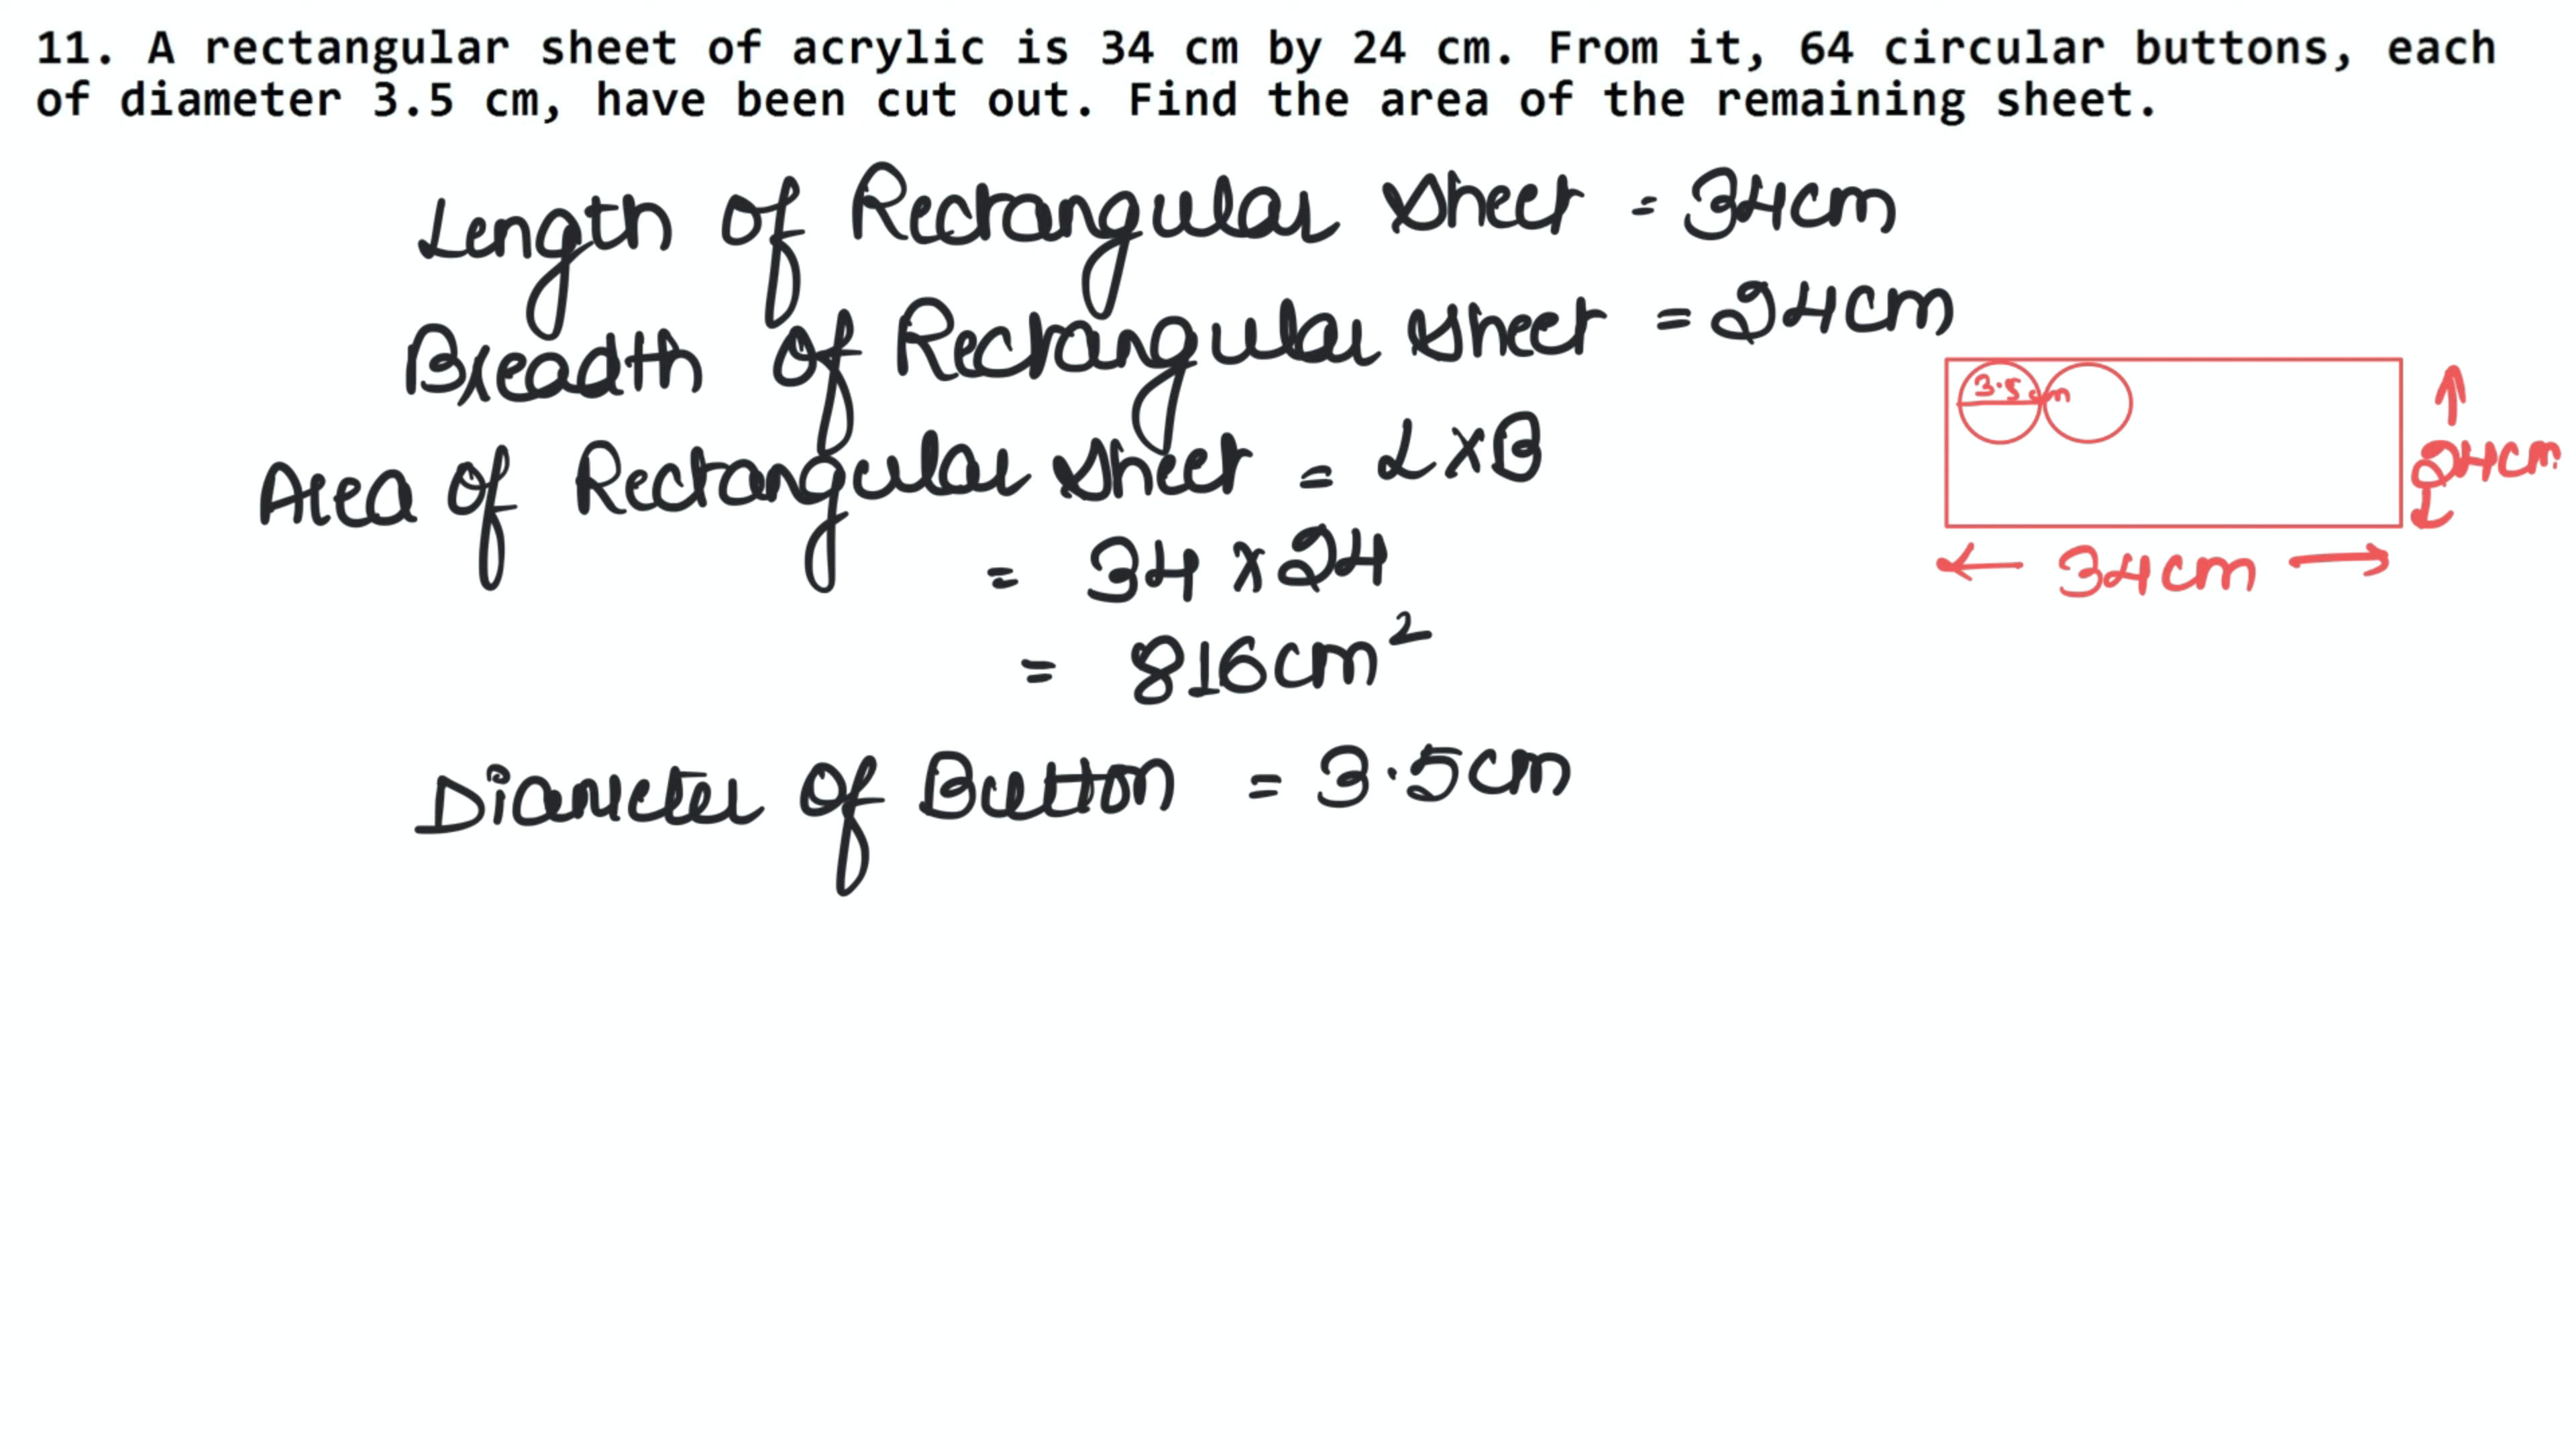 11. A rectangular sheet of acrylic is 34 cm by 24 cm. From it, 64 circular buttons, each
of diameter 3.5 cm, have been cut out. Find the area of the remaining sheet.
Length of Rectangular sheet = 34cm
Breadth of Rectangular sheet = 24cm
Area of Rectangular sheet = L×B
= 34 × 24
= 816cm²
Diameter of Button = 3.5cm
3.5 cm
24cm
34cm